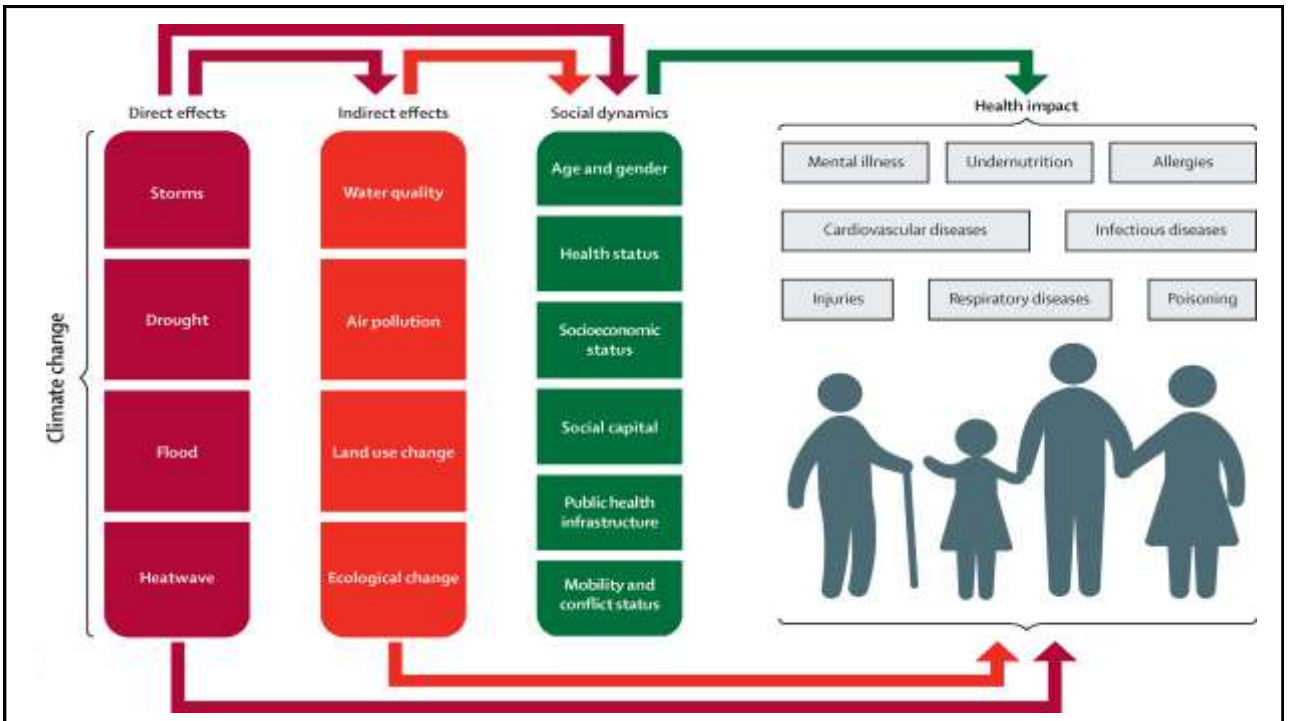 Direct effects
Indirect effects
Social dynamics
Health impact
Climate change
Storms
Drought
Flood
Heatwave
Water quality
Air pollution
Land use change
Ecological change
Age and gender
Health status
Socioeconomic
status
Social capital
Public health
infrastructure
Mobility and
conflict status
Mental illness
Undernutrition
Allergies
Cardiovascular diseases
Infectious diseases
Injuries
Respiratory diseases
Poisoning